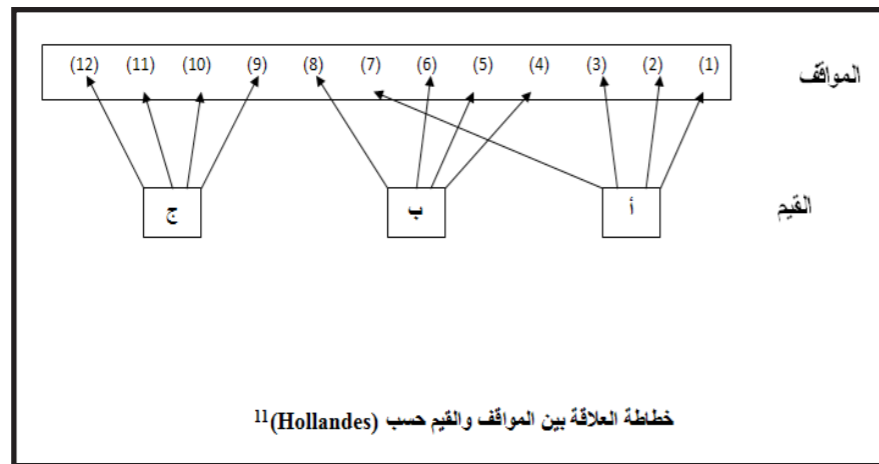 المواقف (1) (2) (3) (4) (5) (6) (7) (8) (9) (10) (11) (12)
القيم أ ب ج
خطاطة العلاقة بين المواقف والقيم حسب (Hollandes)¹¹